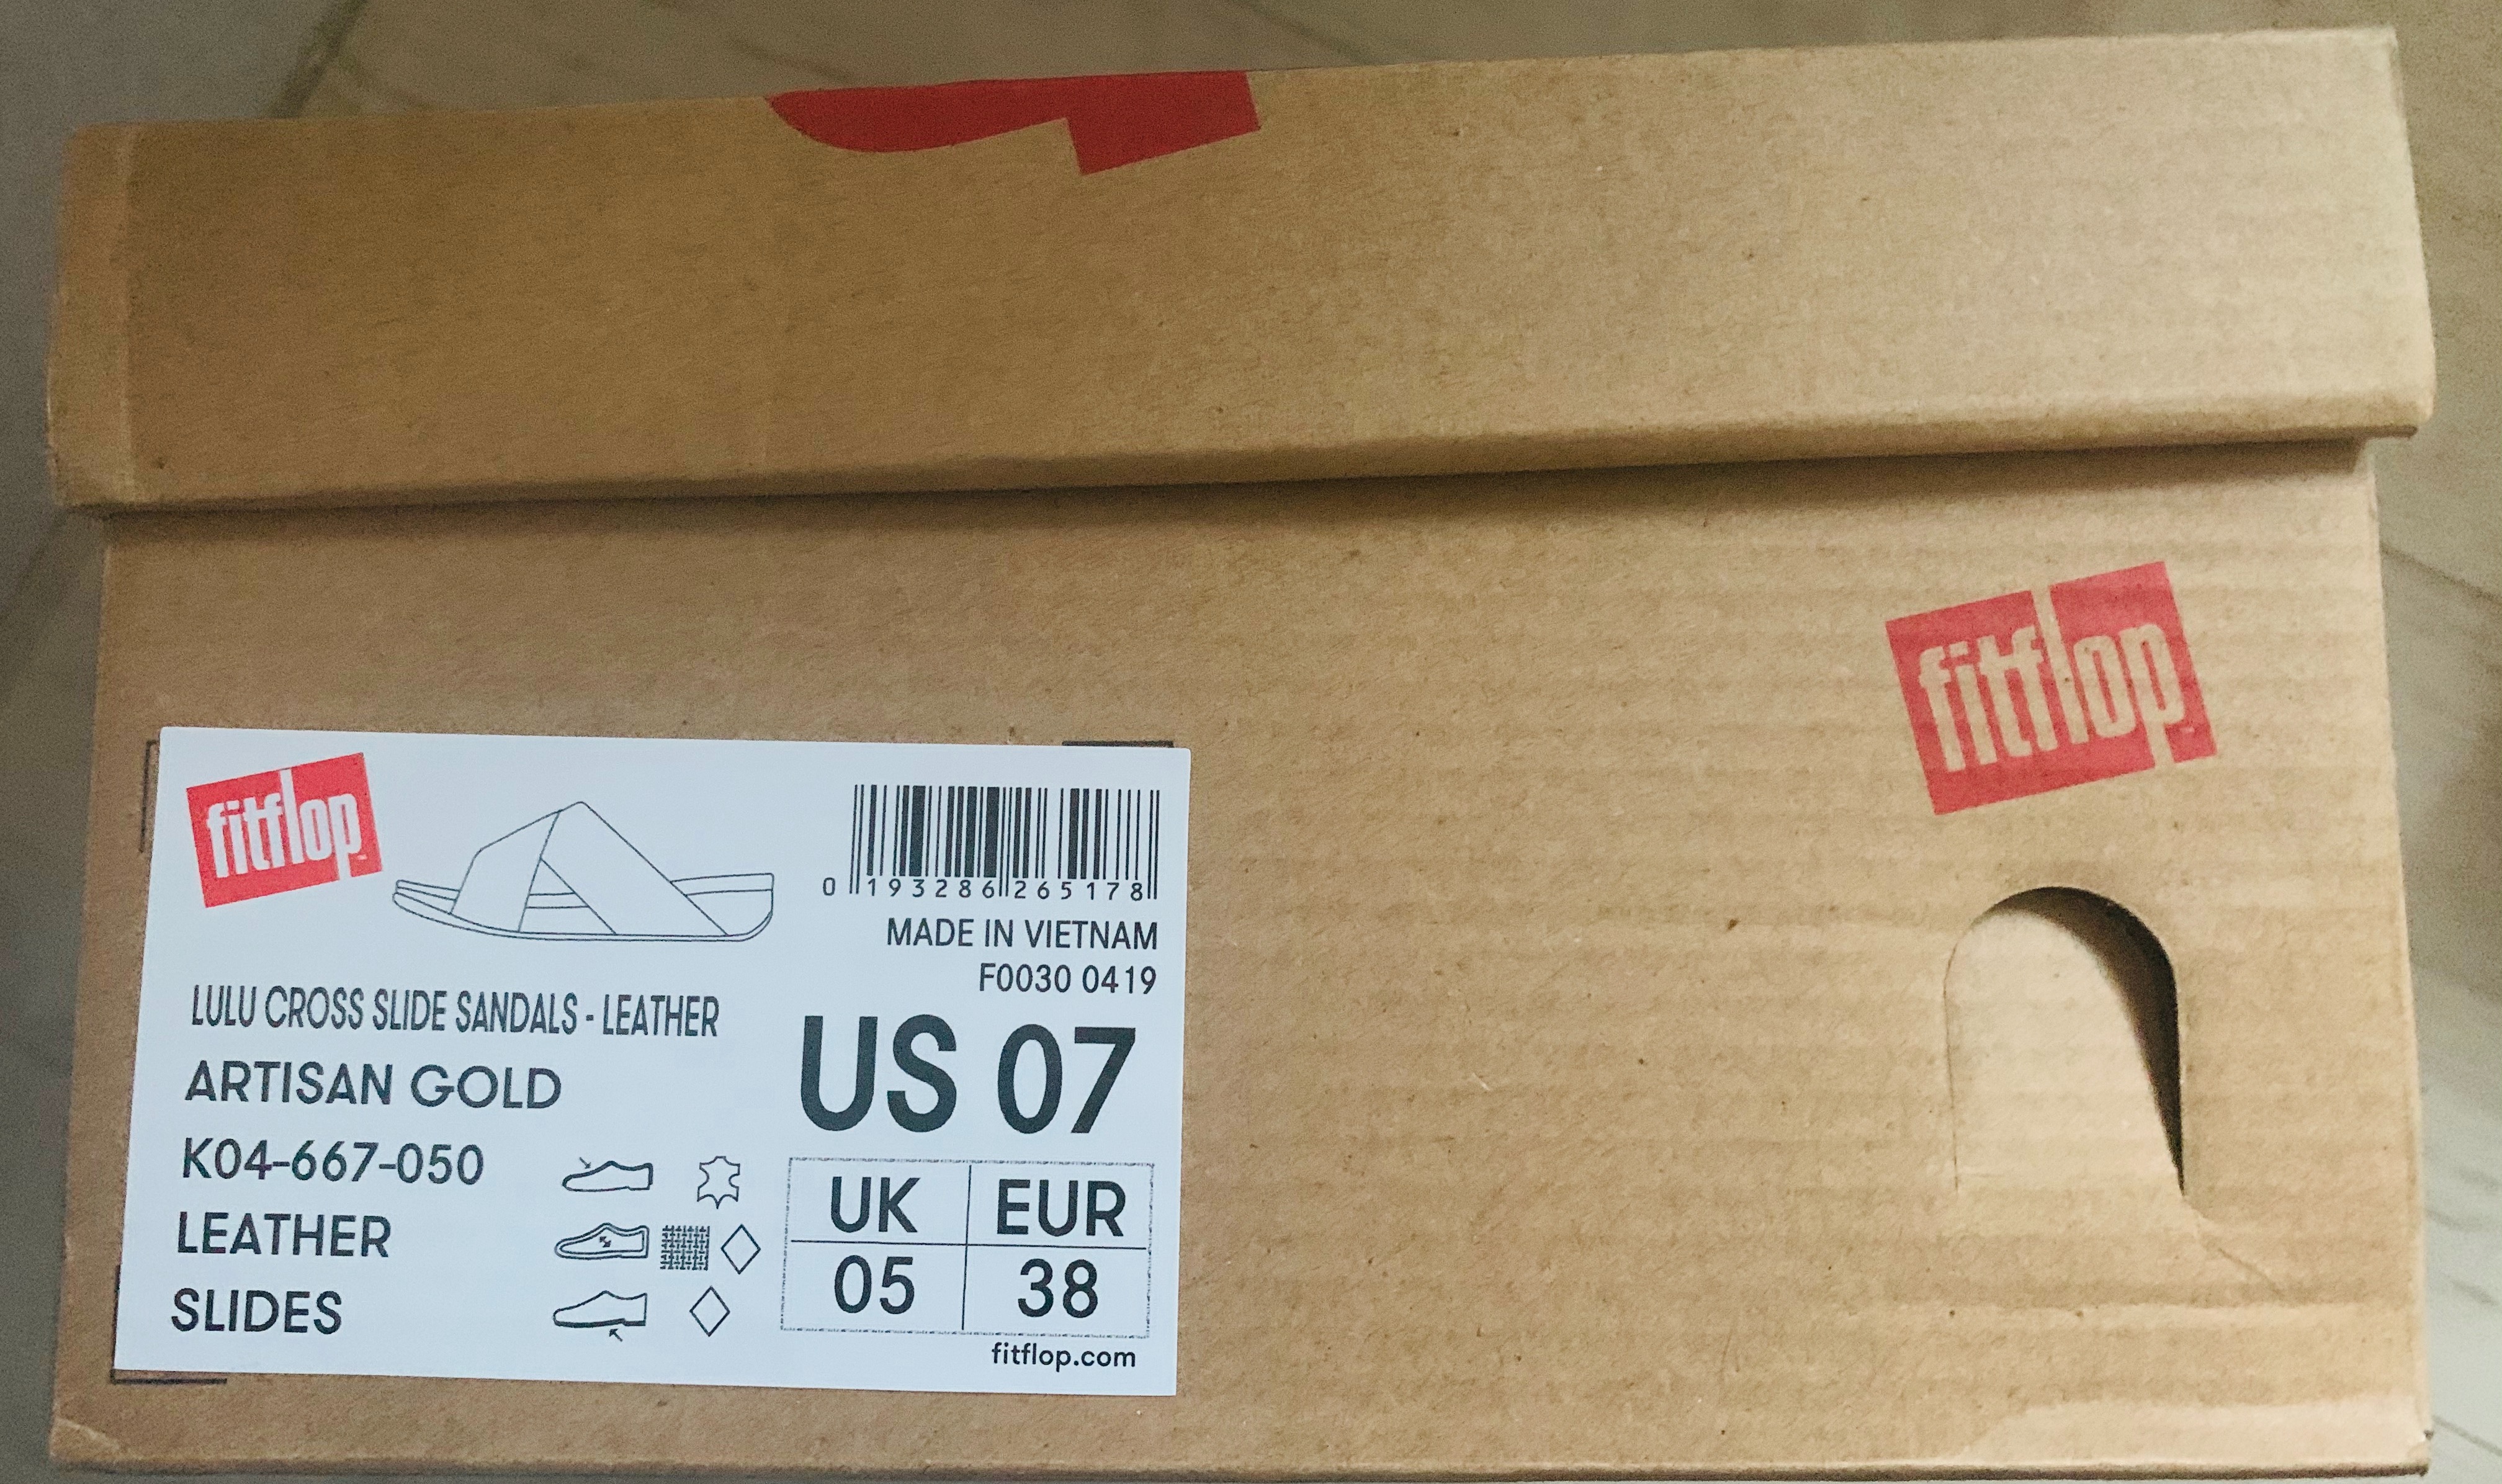 fitflop
fitflop
0 193286 265178
MADE IN VIETNAM
F0030 0419
LULU CROSS SLIDE SANDALS - LEATHER
ARTISAN GOLD
K04-667-050
LEATHER
SLIDES
US 07
UK EUR
05 38
fitflop.com